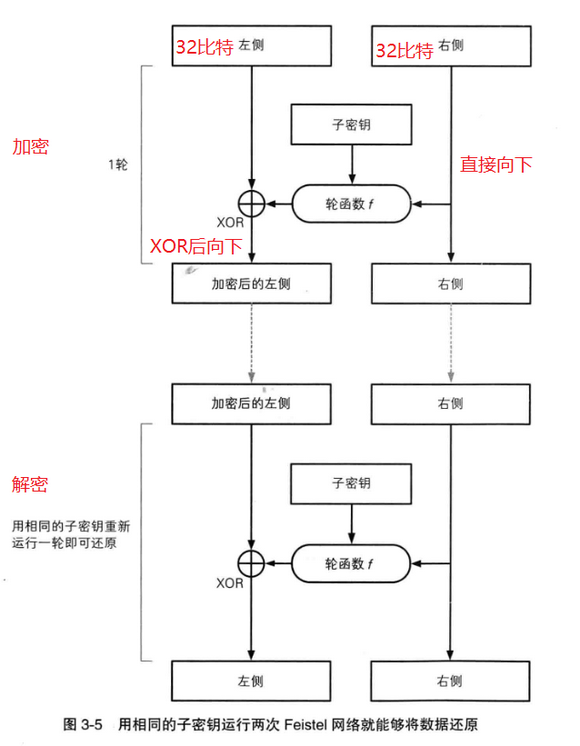 32比特 左侧
32比特 右侧
加密
1轮
子密钥
直接向下
轮函数 f
XOR
XOR后向下
加密后的左侧
右侧
加密后的左侧
右侧
解密
子密钥
用相同的子密钥重新
运行一轮即可还原
轮函数 f
XOR
左侧
右侧
图 3-5 用相同的子密钥运行两次 Feistel 网络就能够将数据还原